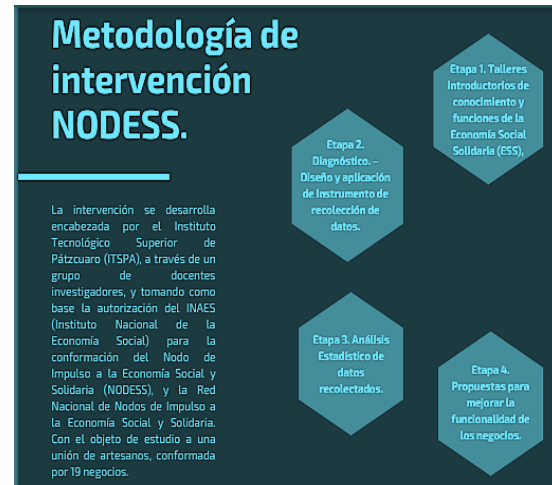 Metodología de
intervención
NODESS.
La intervención se desarrolla
encabezada por el Instituto
Tecnológico Superior de
Pátzcuaro (ITSPA), a través de un
grupo de docentes
investigadores, y tomando como
base la autorización del INAES
(Instituto Nacional de la
Economía Social) para la
conformación del Nodo de
Impulso a la Economía Social y
Solidaria (NODESS), y la Red
Nacional de Nodos de Impulso a
la Economía Social y Solidaria.
Con el objeto de estudio a una
unión de artesanos, conformada
por 19 negocios.
Etapa 1. Talleres
Introductorios de
conocimiento y
funciones de la
Economía Social
Solidaria (ESS),
Etapa 2.
Diagnóstico. –
Diseño y aplicación
de Instrumento de
recolección de
datos.
Etapa 3. Análisis
Estadístico de
datos
recolectados.
Etapa 4.
Propuestas para
mejorar la
funcionalidad de
los negocios.